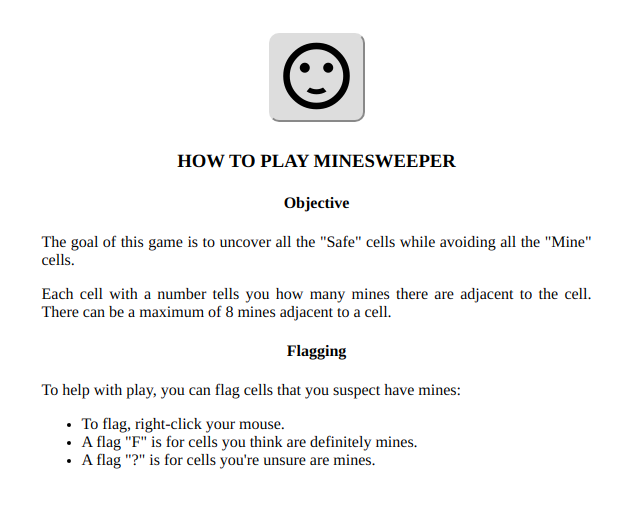 HOW TO PLAY MINESWEEPER
Objective
The goal of this game is to uncover all the "Safe" cells while avoiding all the "Mine"
cells.
Each cell with a number tells you how many mines there are adjacent to the cell.
There can be a maximum of 8 mines adjacent to a cell.
Flagging
To help with play, you can flag cells that you suspect have mines:
• To flag, right-click your mouse.
• A flag "F" is for cells you think are definitely mines.
• A flag "?" is for cells you're unsure are mines.